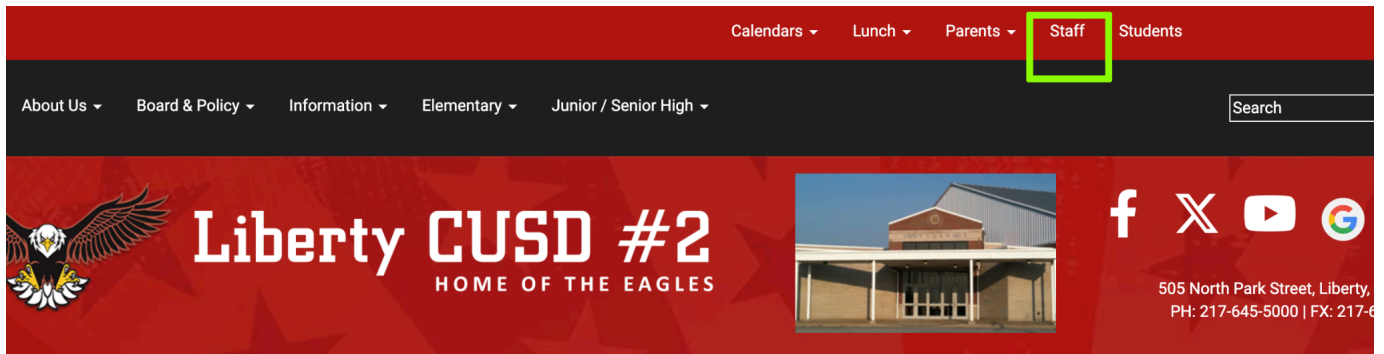 Calendars Lunch Parents Staff Students
About Us Board & Policy Information Elementary Junior / Senior High Search
Liberty CUSD #2
HOME OF THE EAGLES
505 North Park Street, Liberty,
PH: 217-645-5000 | FX: 217-6